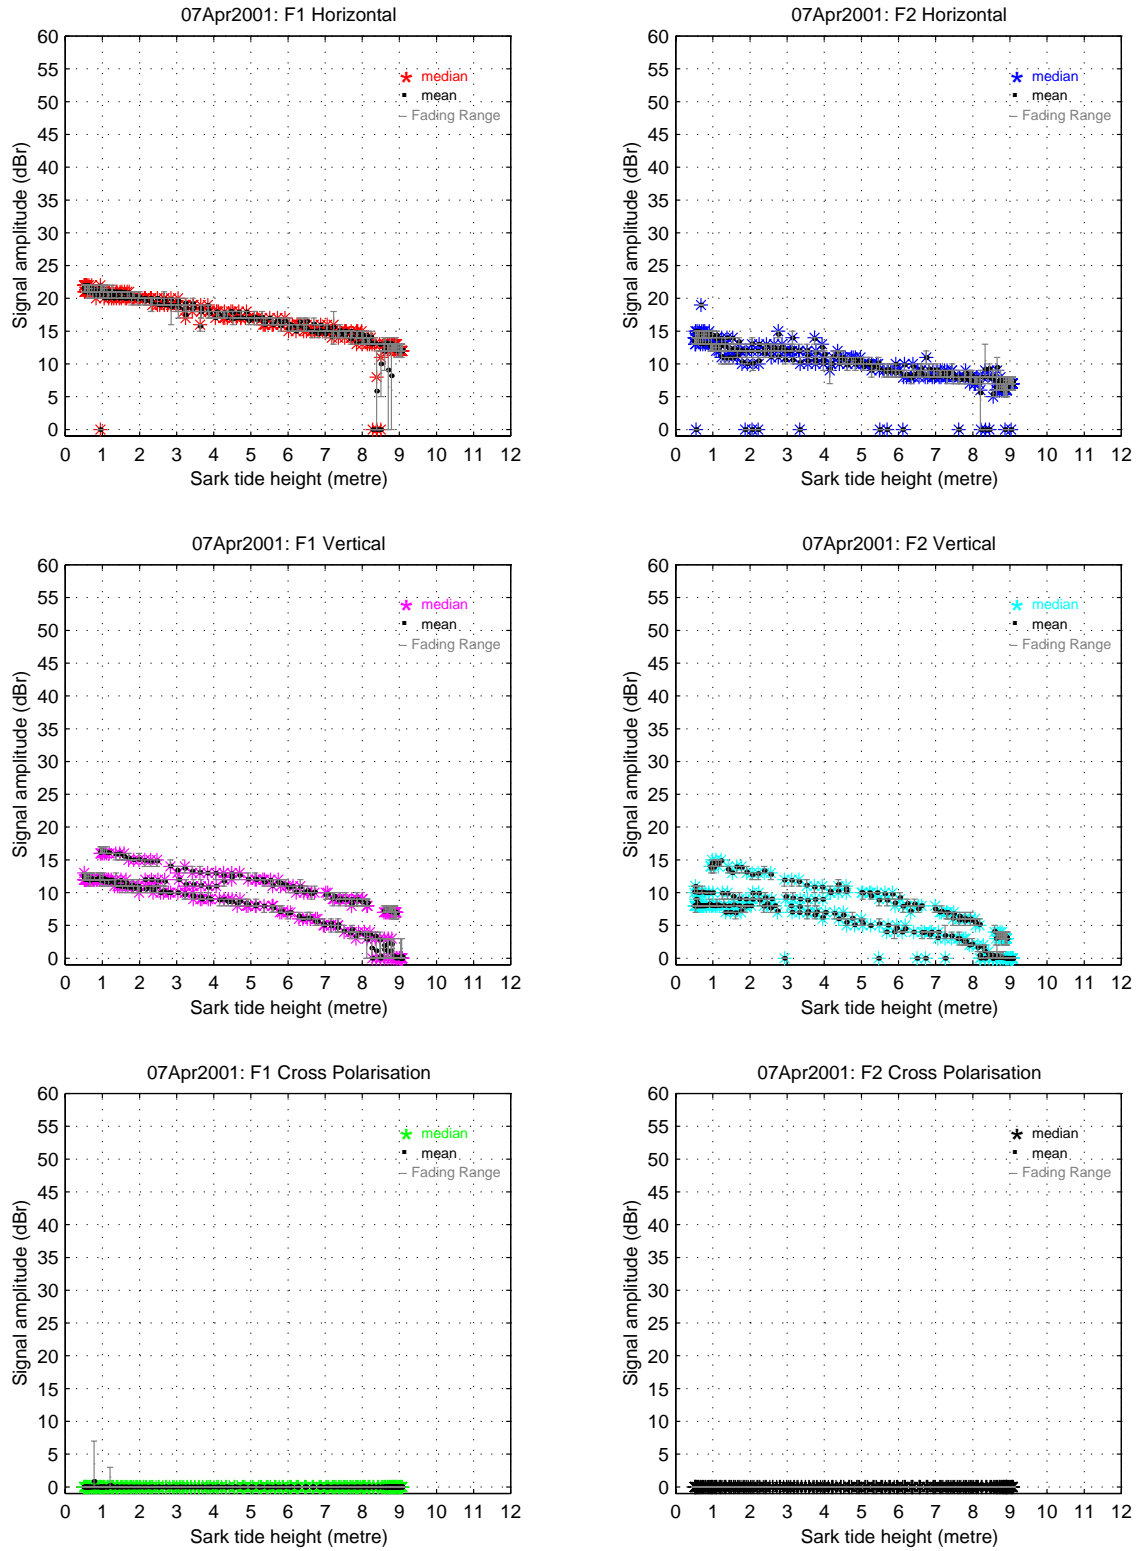 07Apr2001: F1 Horizontal
60
55
50
45
40
35
30
25
20
15
10
5
0
0 1 2 3 4 5 6 7 8 9 10 11 12
Signal amplitude (dBr)
Sark tide height (metre)
median
mean
Fading Range
07Apr2001: F2 Horizontal
60
55
50
45
40
35
30
25
20
15
10
5
0
0 1 2 3 4 5 6 7 8 9 10 11 12
Signal amplitude (dBr)
Sark tide height (metre)
median
mean
Fading Range
07Apr2001: F1 Vertical
60
55
50
45
40
35
30
25
20
15
10
5
0
0 1 2 3 4 5 6 7 8 9 10 11 12
Signal amplitude (dBr)
Sark tide height (metre)
median
mean
Fading Range
07Apr2001: F2 Vertical
60
55
50
45
40
35
30
25
20
15
10
5
0
0 1 2 3 4 5 6 7 8 9 10 11 12
Signal amplitude (dBr)
Sark tide height (metre)
median
mean
Fading Range
07Apr2001: F1 Cross Polarisation
60
55
50
45
40
35
30
25
20
15
10
5
0
0 1 2 3 4 5 6 7 8 9 10 11 12
Signal amplitude (dBr)
Sark tide height (metre)
median
mean
Fading Range
07Apr2001: F2 Cross Polarisation
60
55
50
45
40
35
30
25
20
15
10
5
0
0 1 2 3 4 5 6 7 8 9 10 11 12
Signal amplitude (dBr)
Sark tide height (metre)
median
mean
Fading Range